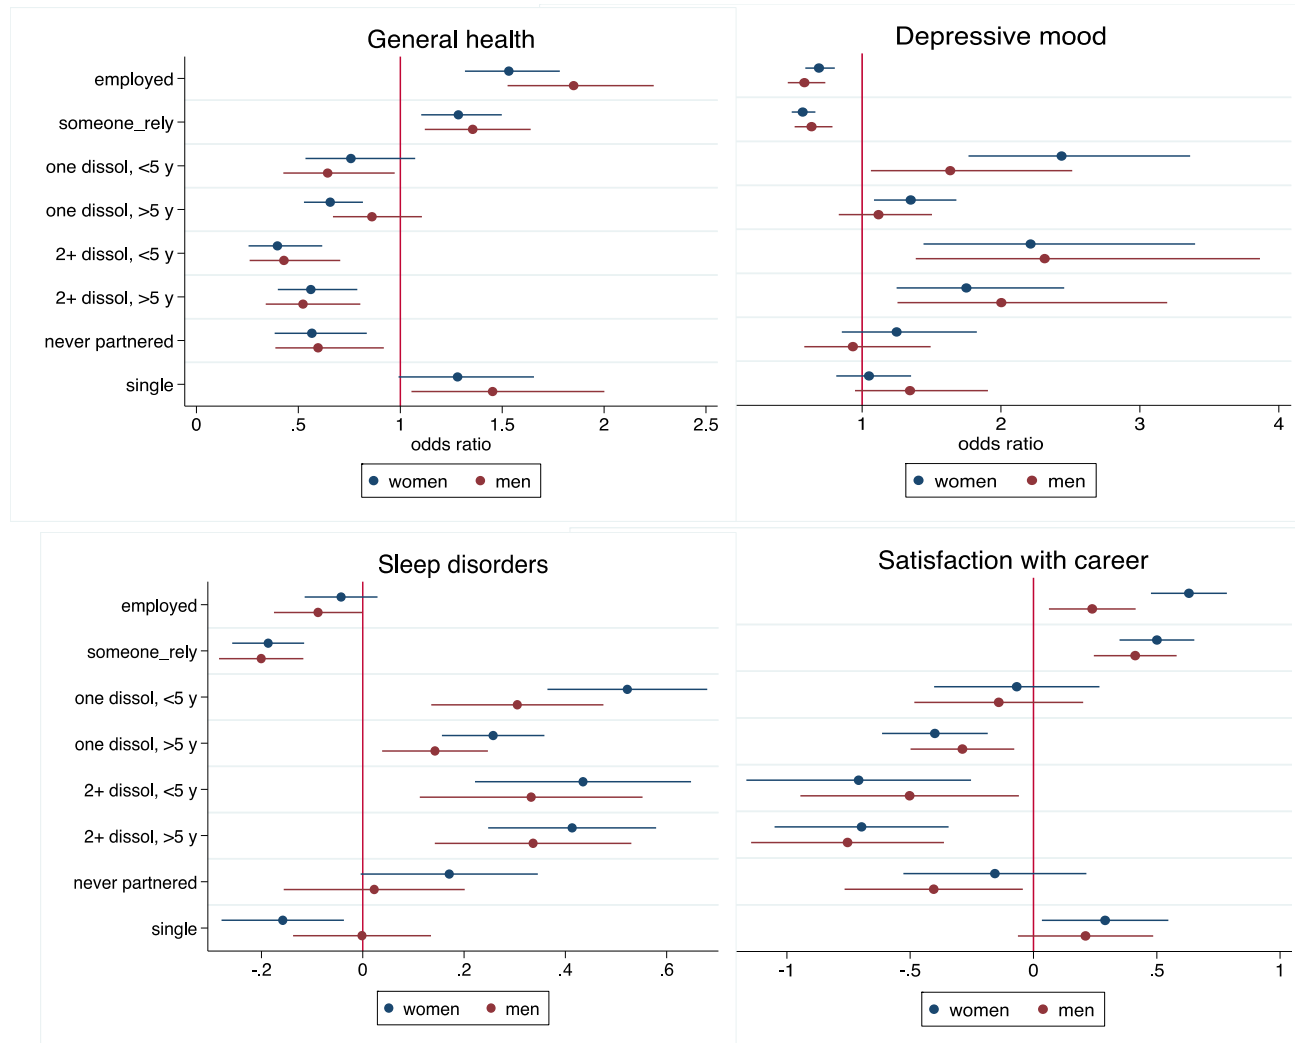 General health
employed
someone_rely
one dissol, <5 y
one dissol, >5 y
2+ dissol, <5 y
2+ dissol, >5 y
never partnered
single
0 .5 1 1.5 2 2.5
odds ratio
women men
Depressive mood
1 2 3 4
odds ratio
women men
Sleep disorders
employed
someone_rely
one dissol, <5 y
one dissol, >5 y
2+ dissol, <5 y
2+ dissol, >5 y
never partnered
single
-.2 0 .2 .4 .6
women men
Satisfaction with career
-1 -.5 0 .5 1
women men